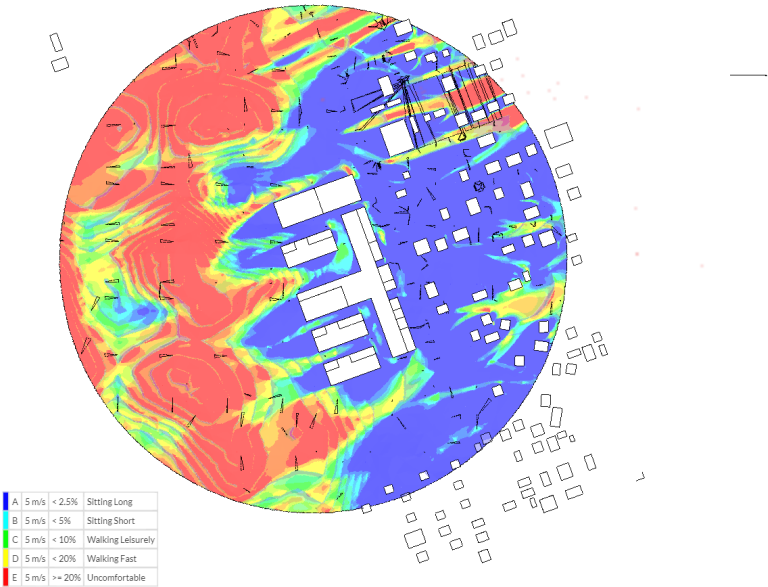 A 5 m/s < 2.5% Sitting Long
B 5 m/s < 5% Sitting Short
C 5 m/s < 10% Walking Leisurely
D 5 m/s < 20% Walking Fast
E 5 m/s >= 20% Uncomfortable